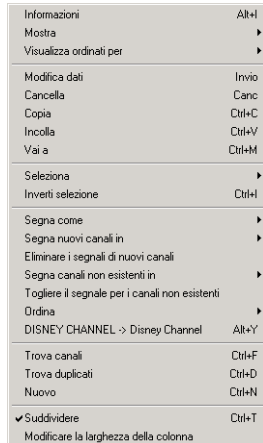 Informazioni Alt+I
Mostra
Visualizza ordinati per
Modifica dati Invio
Cancella Canc
Copia Ctrl+C
Incolla Ctrl+V
Vai a Ctrl+M
Seleziona
Inverti selezione Ctrl+I
Segna come
Segna nuovi canali in
Eliminare i segnali di nuovi canali
Segna canali non esistenti in
Togliere il segnale per i canali non esistenti
Ordina
DISNEY CHANNEL -> Disney Channel Alt+Y
Trova canali Ctrl+F
Trova duplicati Ctrl+D
Nuovo Ctrl+N
Suddividere Ctrl+T
Modificare la larghezza della colonna